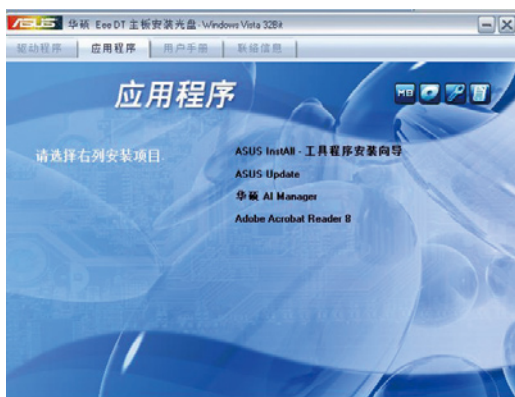 ASUS 华硕 Eee DT 主板安装光盘 - Windows Vista 32Bit
驱动程序 应用程序 用户手册 联络信息
应用程序
MB
请选择右列安装项目.
ASUS InstAll - 工具程序安装向导
ASUS Update
华硕 AI Manager
Adobe Acrobat Reader 8